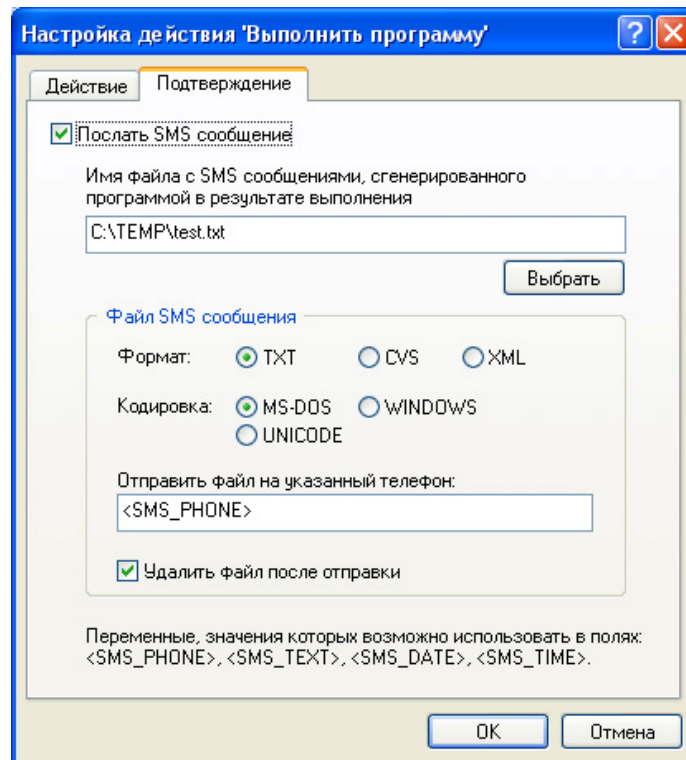 Настройка действия 'Выполнить программу'
Действие
Подтверждение
Послать SMS сообщение
Имя файла с SMS сообщениями, сгенерированного
программой в результате выполнения
C:\TEMP\test.txt
Выбрать
Файл SMS сообщения
Формат: TXT CVS XML
Кодировка: MS-DOS WINDOWS
UNICODE
Отправить файл на указанный телефон:
<SMS_PHONE>
Удалить файл после отправки
Переменные, значения которых возможно использовать в полях:
<SMS_PHONE>, <SMS_TEXT>, <SMS_DATE>, <SMS_TIME>.
OK Отмена